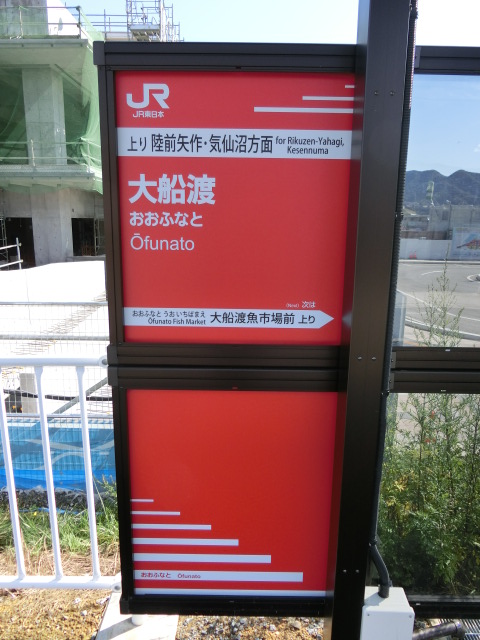 JR
JR東日本
上り 陸前矢作・気仙沼方面 for Rikuzen-Yahagi,
Kesennuma
大船渡
おおふなと
Ōfunato
(Next) 次は
おおふなと うお いちばまえ
Ōfunato Fish Market
大船渡魚市場前 上り
おおふなと Ōfunato